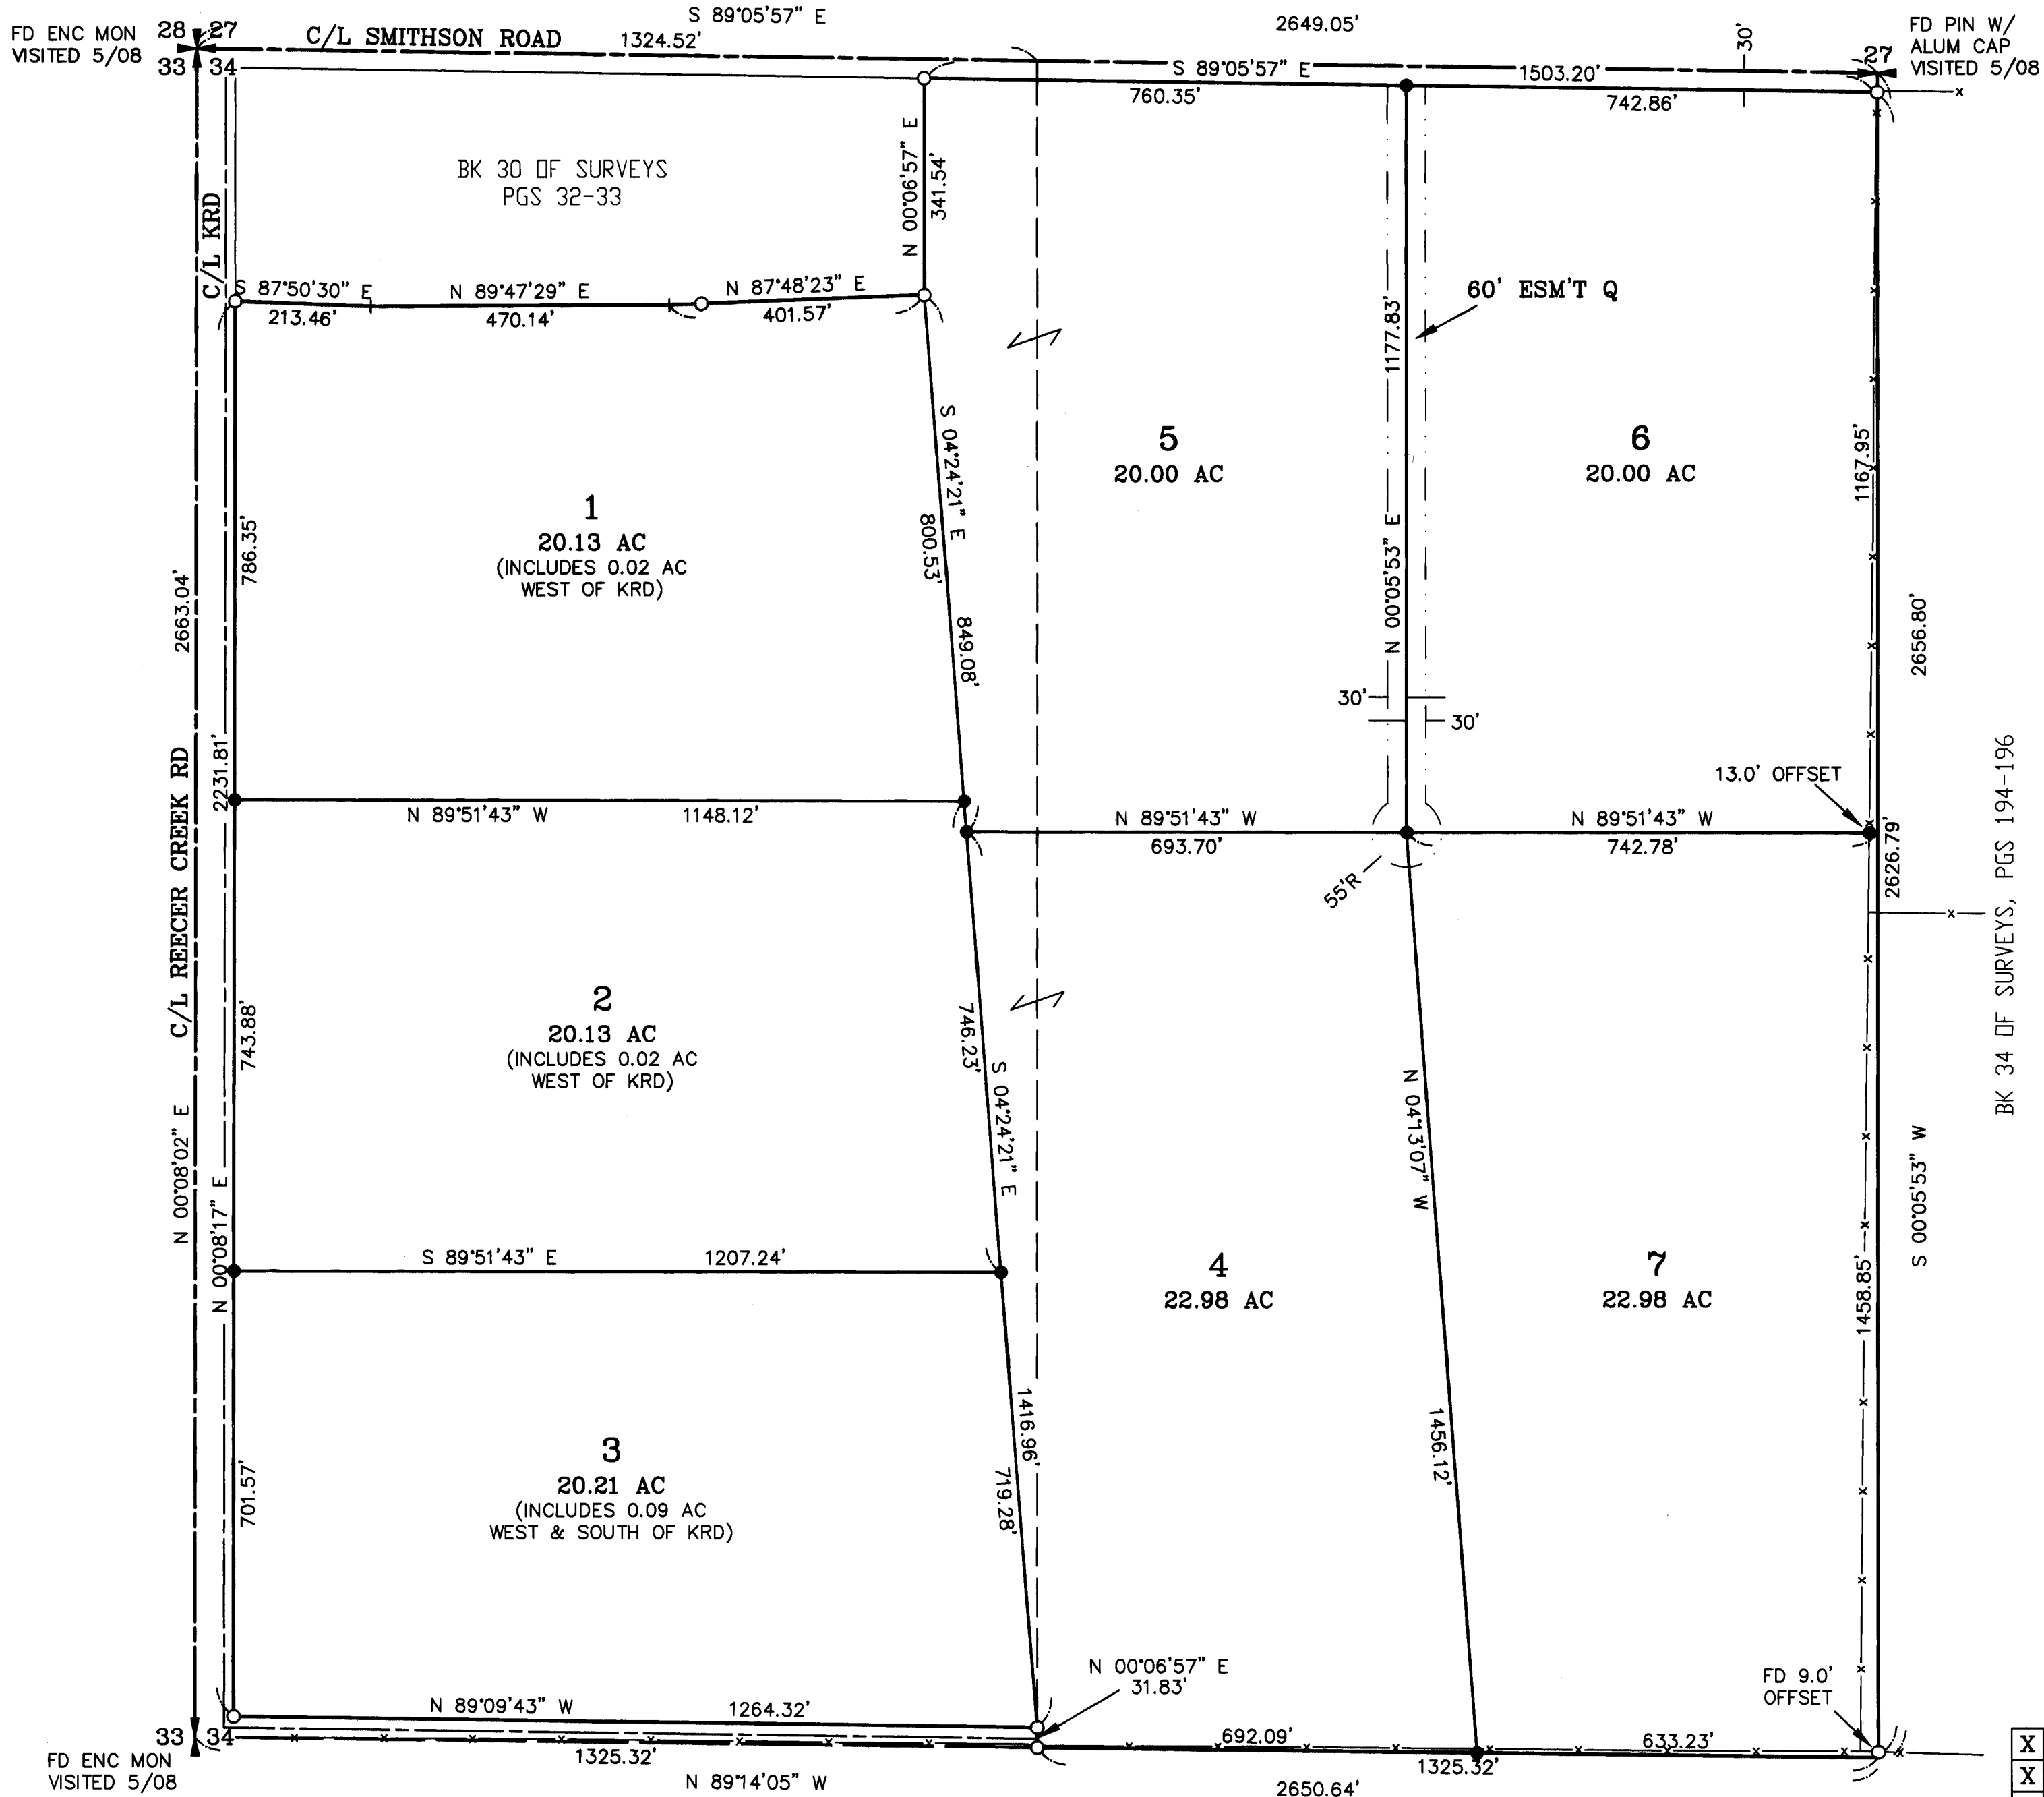 S 89°05'57" E
2649.05'
FD ENC MON
VISITED 5/08
28 27
33 34
C/L SMITHSON ROAD
1324.52'
30'
FD PIN W/
ALUM CAP
VISITED 5/08
27
S 89°05'57" E
1503.20'
760.35'
742.86'
BK 30 OF SURVEYS
PGS 32-33
N 00°06'57" E
341.54'
C/L KRD
S 87°50'30" E
213.46'
N 89°47'29" E
470.14'
N 87°48'23" E
401.57'
60' ESM'T Q
1177.83'
N 00°05'53" E
S 04°24'21" E
800.53'
849.08'
1
20.13 AC
(INCLUDES 0.02 AC
WEST OF KRD)
5
20.00 AC
6
20.00 AC
1167.95'
786.35'
2663.04'
2656.80'
30'
30'
2231.81'
C/L REECER CREEK RD
13.0' OFFSET
N 89°51'43" W
1148.12'
N 89°51'43" W
693.70'
N 89°51'43" W
742.78'
2626.79'
55'R
BK 34 OF SURVEYS, PGS 194-196
2
20.13 AC
(INCLUDES 0.02 AC
WEST OF KRD)
743.88'
746.23'
S 04°24'21" E
N 04°13'07" W
N 00°08'02" E
N 00°08'17" E
S 00°05'53" W
S 89°51'43" E
1207.24'
4
22.98 AC
7
22.98 AC
1458.85'
1416.96'
719.28'
1456.12'
3
20.21 AC
(INCLUDES 0.09 AC
WEST & SOUTH OF KRD)
701.57'
N 00°06'57" E
31.83'
FD 9.0'
OFFSET
N 89°09'43" W
1264.32'
33 34
FD ENC MON
VISITED 5/08
1325.32'
N 89°14'05" W
692.09'
633.23'
1325.32'
2650.64'
X
X